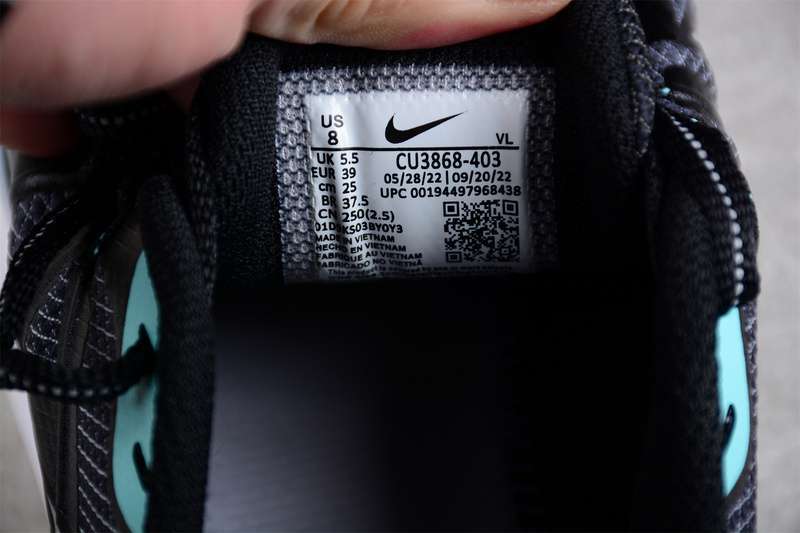 US
8
VL
UK 5.5
EUR 39
cm 25
BR 37.5
CN 250(2.5)
CU3868-403
05/28/22 | 09/20/22
UPC 00194497968438
MADE IN VIETNAM
HECHO EN VIETNAM
FABRIQUE AU VIETNAM
FABRICADO NO VIETNÃ